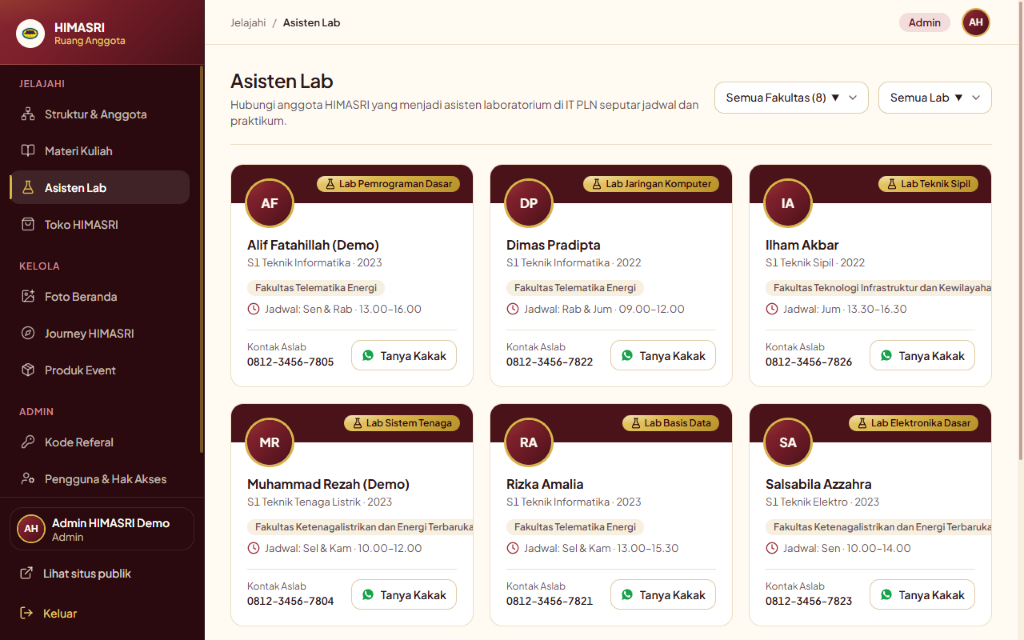 HIMASRI
Ruang Anggota
JELAJAHI
Struktur & Anggota
Materi Kuliah
Asisten Lab
Toko HIMASRI
KELOLA
Foto Beranda
Journey HIMASRI
Produk Event
ADMIN
Kode Referal
Pengguna & Hak Akses
AH
Admin HIMASRI Demo
Admin
Lihat situs publik
Keluar
Jelajahi / Asisten Lab
Admin
AH
Asisten Lab
Hubungi anggota HIMASRI yang menjadi asisten laboratorium di IT PLN seputar jadwal dan
praktikum.
Semua Fakultas (8) ▼
Semua Lab ▼
Lab Pemrograman Dasar
AF
Alif Fatahillah (Demo)
S1 Teknik Informatika · 2023
Fakultas Telematika Energi
Jadwal: Sen & Rab · 13.00–16.00
Kontak Aslab
0812-3456-7805
Tanya Kakak
Lab Jaringan Komputer
DP
Dimas Pradipta
S1 Teknik Informatika · 2022
Fakultas Telematika Energi
Jadwal: Rab & Jum · 09.00–12.00
Kontak Aslab
0812-3456-7822
Tanya Kakak
Lab Teknik Sipil
IA
Ilham Akbar
S1 Teknik Sipil · 2022
Fakultas Teknologi Infrastruktur dan Kewilayaha
Jadwal: Jum · 13.30–16.30
Kontak Aslab
0812-3456-7826
Tanya Kakak
Lab Sistem Tenaga
MR
Muhammad Rezah (Demo)
S1 Teknik Tenaga Listrik · 2023
Fakultas Ketenagalistrikan dan Energi Terbaruka
Jadwal: Sel & Kam · 10.00–12.00
Kontak Aslab
0812-3456-7804
Tanya Kakak
Lab Basis Data
RA
Rizka Amalia
S1 Teknik Informatika · 2023
Fakultas Telematika Energi
Jadwal: Sel & Kam · 13.00–15.30
Kontak Aslab
0812-3456-7821
Tanya Kakak
Lab Elektronika Dasar
SA
Salsabila Azzahra
S1 Teknik Elektro · 2023
Fakultas Ketenagalistrikan dan Energi Terbaruka
Jadwal: Sen · 10.00–14.00
Kontak Aslab
0812-3456-7823
Tanya Kakak